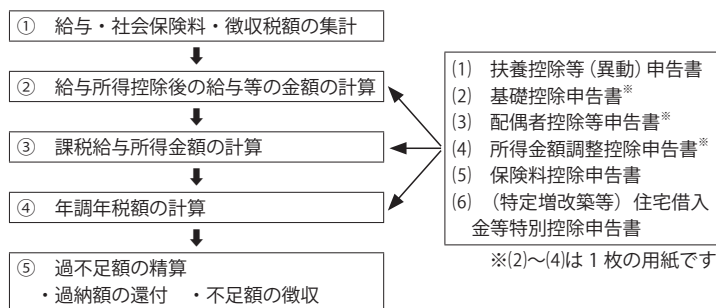 ① 給与・社会保険料・徴収税額の集計
② 給与所得控除後の給与等の金額の計算
③ 課税給与所得金額の計算
④ 年調年税額の計算
⑤ 過不足額の精算
・過納額の還付 ・不足額の徴収
⑴ 扶養控除等(異動)申告書
⑵ 基礎控除申告書※
⑶ 配偶者控除等申告書※
⑷ 所得金額調整控除申告書※
⑸ 保険料控除申告書
⑹ (特定増改築等)住宅借入
金等特別控除申告書
※⑵~⑷は1枚の用紙です